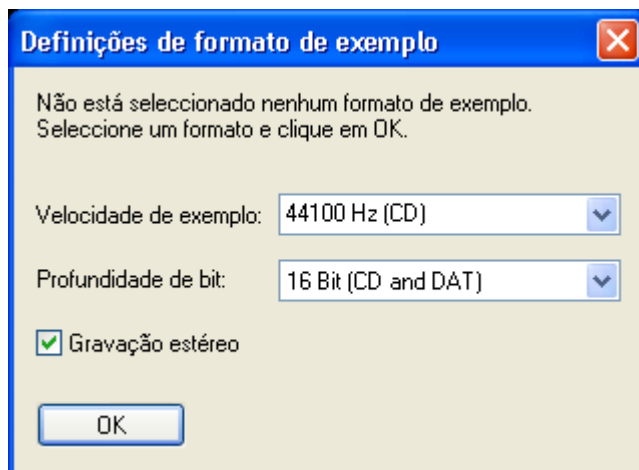 Definições de formato de exemplo
Não está seleccionado nenhum formato de exemplo.
Seleccione um formato e clique em OK.
Velocidade de exemplo: 44100 Hz (CD)
Profundidade de bit: 16 Bit (CD and DAT)
Gravação estéreo
OK